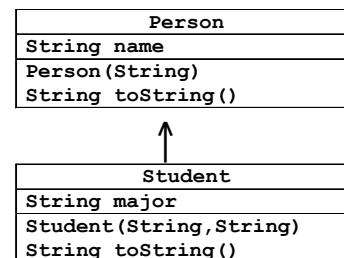 Person
String name
Person(String)
String toString()
Student
String major
Student(String,String)
String toString()